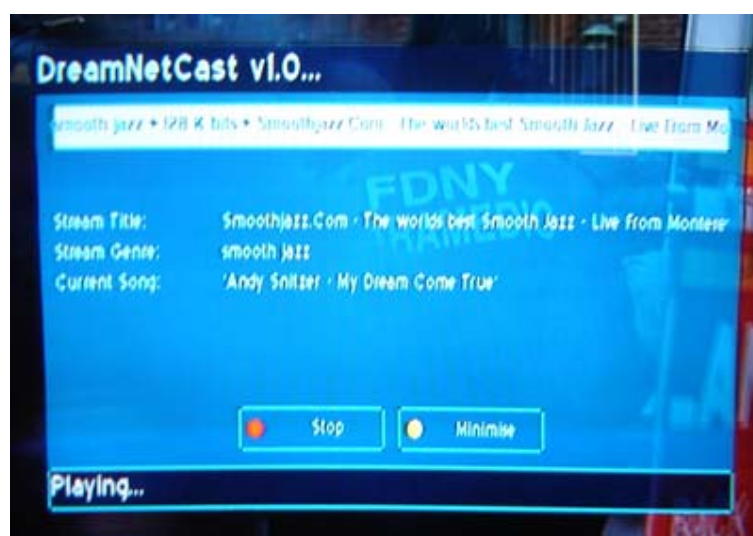 DreamNetCast v1.0...
smooth jazz * 128 K bits * Smoothjazz.Com - The worlds best Smooth Jazz - Live From Mo
FDNY
PARAMEDIC
Stream Title: Smoothjazz.Com - The worlds best Smooth Jazz - Live From Montere
Stream Genre: smooth jazz
Current Song: 'Andy Snitzer - My Dream Come True'
Stop Minimise
Playing...